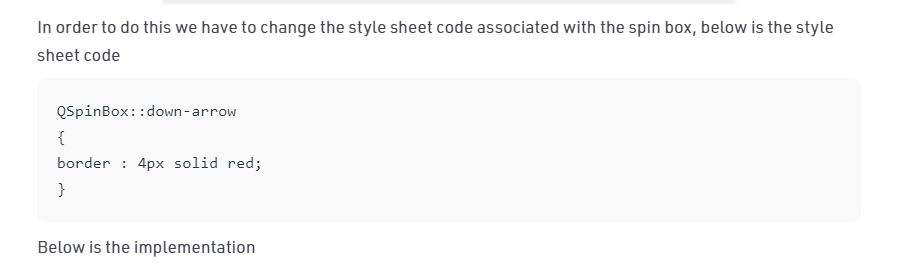 In order to do this we have to change the style sheet code associated with the spin box, below is the style
sheet code
QSpinBox::down-arrow
{
border : 4px solid red;
}
Below is the implementation